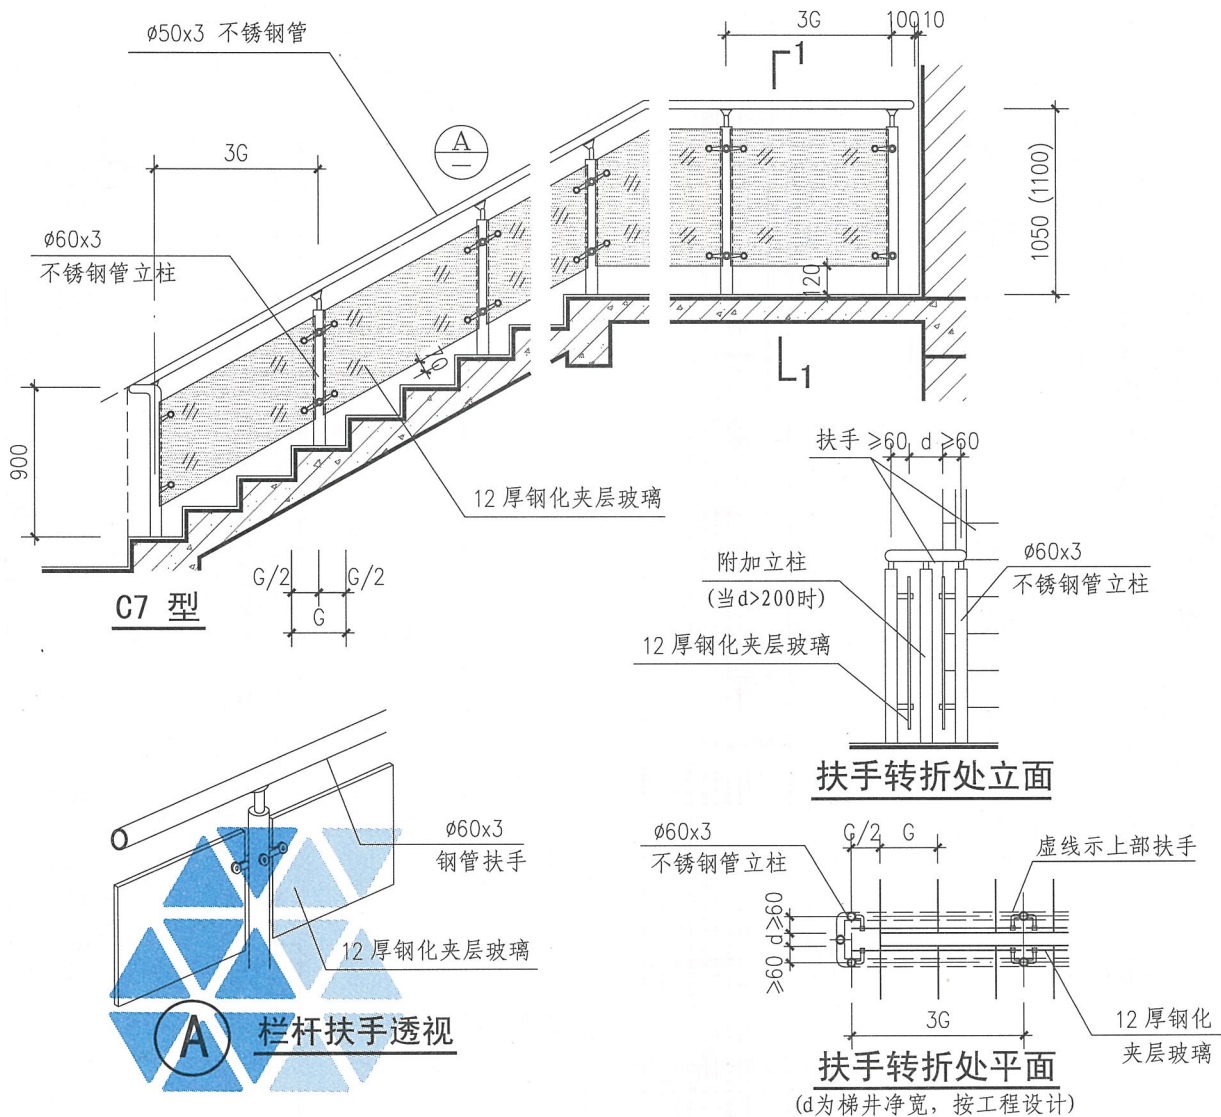 ø50x3 不锈钢管
3G
10010
1
A
3G
1050 (1100)
ø60x3
不锈钢管立柱
120
70
1
900
扶手 ≥60 d ≥60
12 厚钢化夹层玻璃
附加立柱
(当d>200时)
ø60x3
不锈钢管立柱
G/2
G/2
G
C7 型
12 厚钢化夹层玻璃
扶手转折处立面
ø60x3
钢管扶手
12 厚钢化夹层玻璃
A
栏杆扶手透视
ø60x3
不锈钢管立柱
G/2
G
虚线示上部扶手
≥60
d
≥60
3G
12 厚钢化
夹层玻璃
扶手转折处平面
(d为梯井净宽，按工程设计)